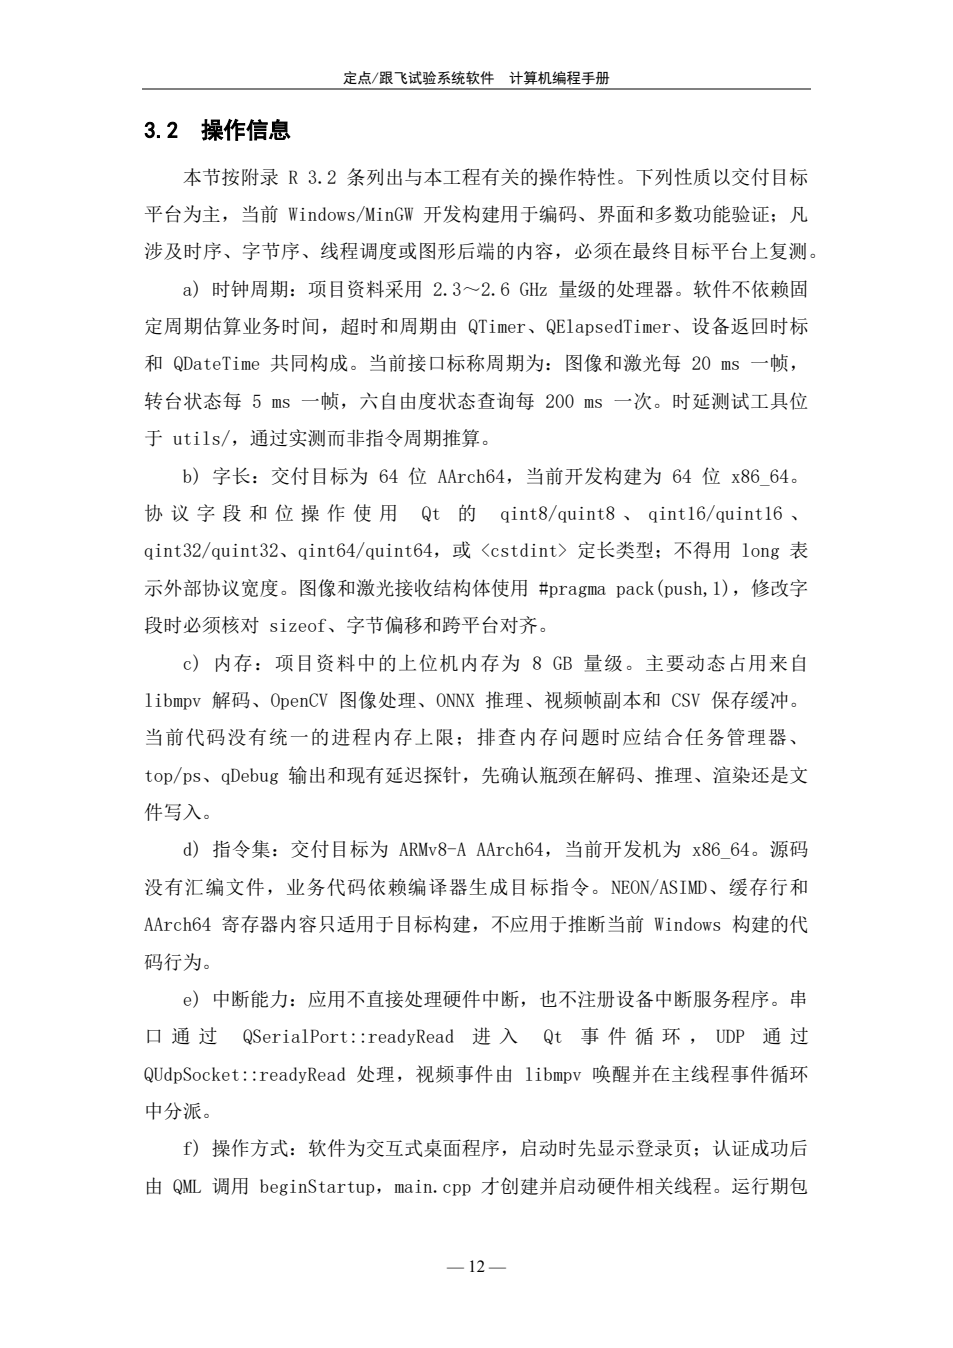 定点/跟飞试验系统软件　计算机编程手册
3.2　操作信息
本节按附录 R 3.2 条列出与本工程有关的操作特性。下列性质以交付目标
平台为主，当前 Windows/MinGW 开发构建用于编码、界面和多数功能验证；凡
涉及时序、字节序、线程调度或图形后端的内容，必须在最终目标平台上复测。
a) 时钟周期：项目资料采用 2.3～2.6 GHz 量级的处理器。软件不依赖固
定周期估算业务时间，超时和周期由 QTimer、QElapsedTimer、设备返回时标
和 QDateTime 共同构成。当前接口标称周期为：图像和激光每 20 ms 一帧，
转台状态每 5 ms 一帧，六自由度状态查询每 200 ms 一次。时延测试工具位
于 utils/，通过实测而非指令周期推算。
b) 字长：交付目标为 64 位 AArch64，当前开发构建为 64 位 x86_64。
协议字段和位操作使用 Qt 的 qint8/quint8、qint16/quint16、
qint32/quint32、qint64/quint64，或 <cstdint> 定长类型；不得用 long 表
示外部协议宽度。图像和激光接收结构体使用 #pragma pack(push,1)，修改字
段时必须核对 sizeof、字节偏移和跨平台对齐。
c) 内存：项目资料中的上位机内存为 8 GB 量级。主要动态占用来自
libmpv 解码、OpenCV 图像处理、ONNX 推理、视频帧副本和 CSV 保存缓冲。
当前代码没有统一的进程内存上限；排查内存问题时应结合任务管理器、
top/ps、qDebug 输出和现有延迟探针，先确认瓶颈在解码、推理、渲染还是文
件写入。
d) 指令集：交付目标为 ARMv8-A AArch64，当前开发机为 x86_64。源码
没有汇编文件，业务代码依赖编译器生成目标指令。NEON/ASIMD、缓存行和
AArch64 寄存器内容只适用于目标构建，不应用于推断当前 Windows 构建的代
码行为。
e) 中断能力：应用不直接处理硬件中断，也不注册设备中断服务程序。串
口通过 QSerialPort::readyRead 进入 Qt 事件循环，UDP 通过
QUdpSocket::readyRead 处理，视频事件由 libmpv 唤醒并在主线程事件循环
中分派。
f) 操作方式：软件为交互式桌面程序，启动时先显示登录页；认证成功后
由 QML 调用 beginStartup，main.cpp 才创建并启动硬件相关线程。运行期包
— 12 —